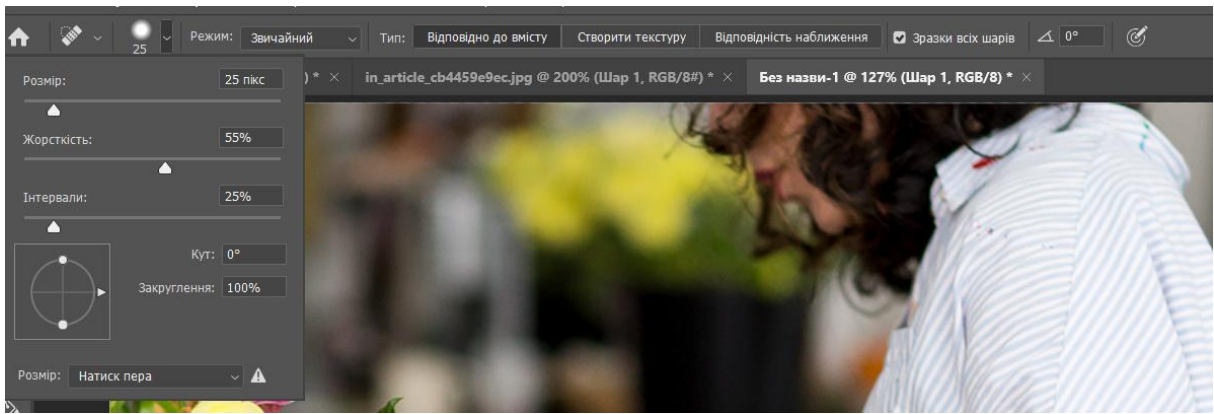 25 Режим: Звичайний Тип: Відповідно до вмісту Створити текстуру Відповідність наближення Зразки всіх шарів 0°
) * × in_article_cb4459e9ec.jpg @ 200% (Шар 1, RGB/8#) * × Без назви-1 @ 127% (Шар 1, RGB/8) * ×
Розмір: 25 пікс
Жорсткість: 55%
Інтервали: 25%
Кут: 0°
Закруглення: 100%
Розмір: Натиск пера